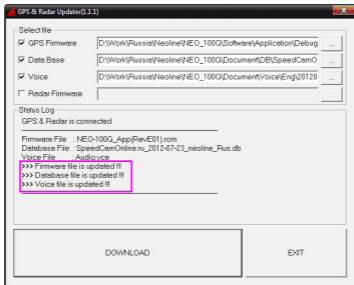 GPS & Radar Updater(1.3.1)
Select file
GPS Firmware D:\Work\Russia\Neoline\NEO_100G\Software\Application\Debug ...
Data Base D:\Work\Russia\Neoline\NEO_100G\Document\DB\SpeedCamO ...
Voice D:\Work\Russia\Neoline\NEO_100G\Document\Voice\Eng\20120 ...
Radar Firmware ...
Status Log
GPS & Radar is connected
Firmware File : NEO-100G_App(RevE01).rom
Database File : SpeedCamOnline.ru_2012-07-23_neoline_Rus.db
Voice File : Audio.vce
>>> Firmware file is updated !!!
>>> Database file is updated !!!
>>> Voice file is updated !!!
DOWNLOAD
EXIT